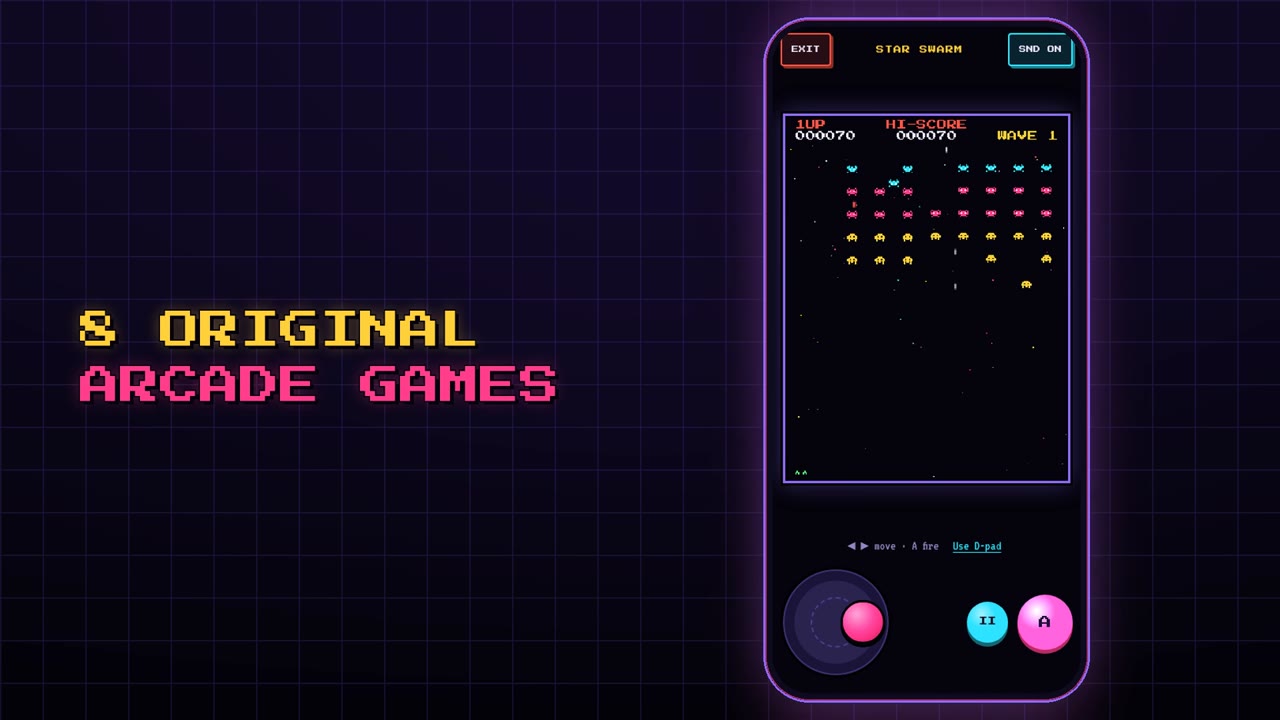 8 ORIGINAL
ARCADE GAMES
EXIT
STAR SWARM
SND ON
1UP HI-SCORE
000070 000070 WAVE 1
◀ ▶ move · A fire Use D-pad
II
A